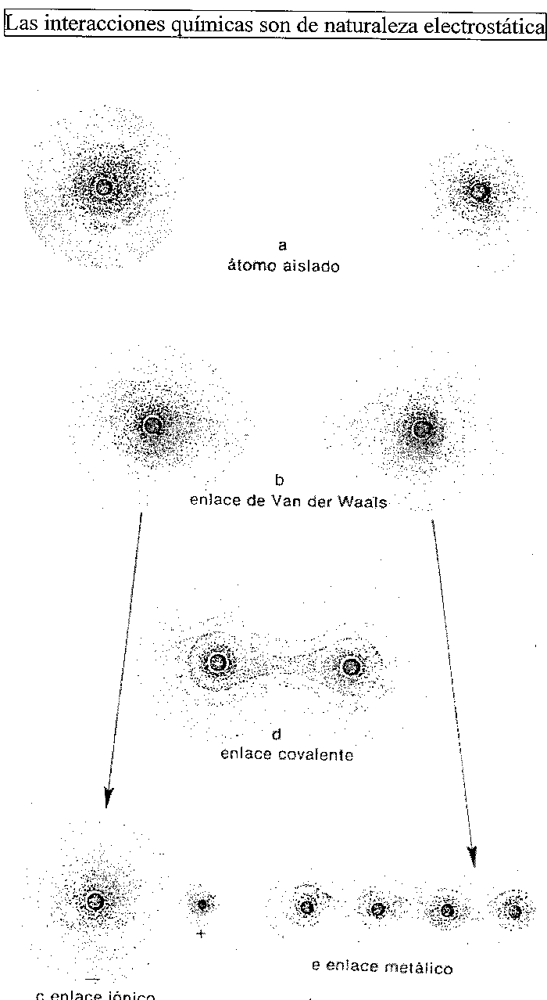 Las interacciones químicas son de naturaleza electrostática
a
átomo aislado
b
enlace de Van der Waals
d
enlace covalente
+
e enlace metálico
—
c enlace iónico